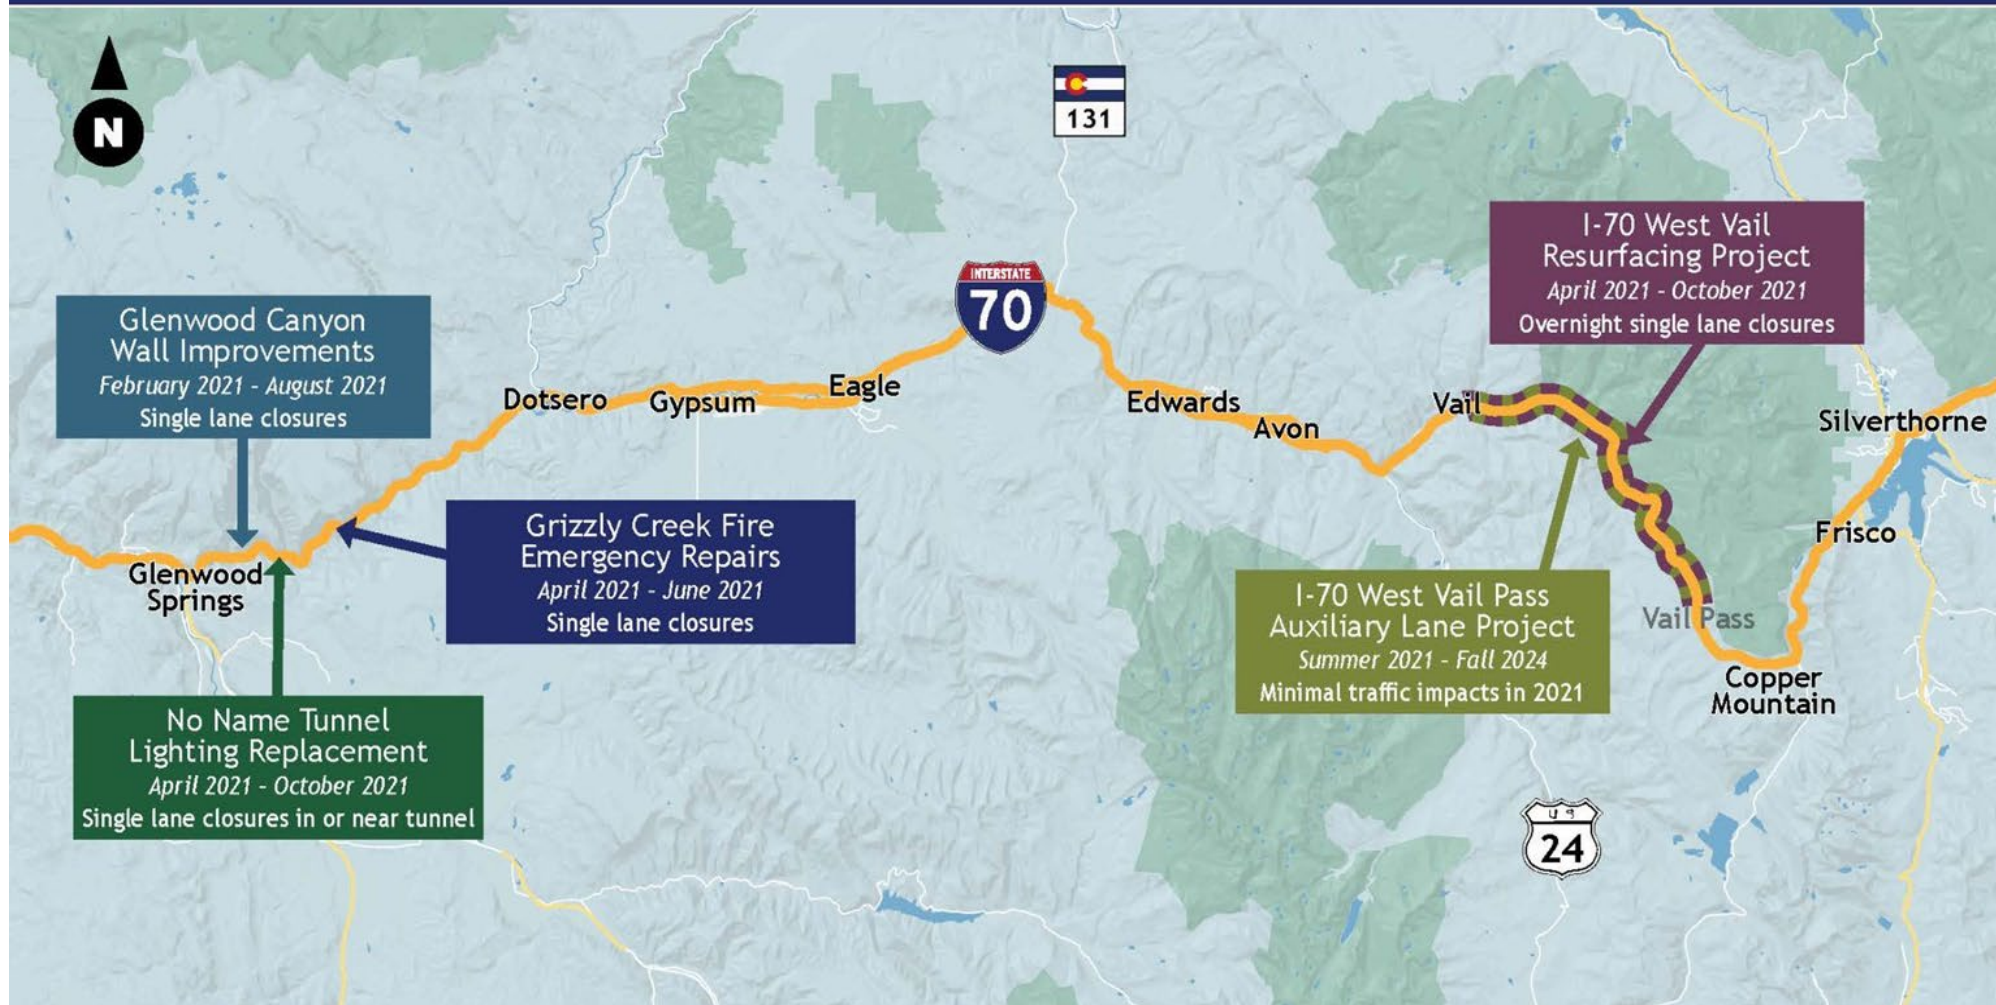 N
131
I-70 West Vail
Resurfacing Project
April 2021 - October 2021
Overnight single lane closures
INTERSTATE
70
Glenwood Canyon
Wall Improvements
February 2021 - August 2021
Single lane closures
Dotsero
Gypsum
Eagle
Edwards
Avon
Vail
Silverthorne
Grizzly Creek Fire
Emergency Repairs
April 2021 - June 2021
Single lane closures
Frisco
Glenwood
Springs
I-70 West Vail Pass
Auxiliary Lane Project
Summer 2021 - Fall 2024
Minimal traffic impacts in 2021
Vail Pass
Copper
Mountain
No Name Tunnel
Lighting Replacement
April 2021 - October 2021
Single lane closures in or near tunnel
U S
24